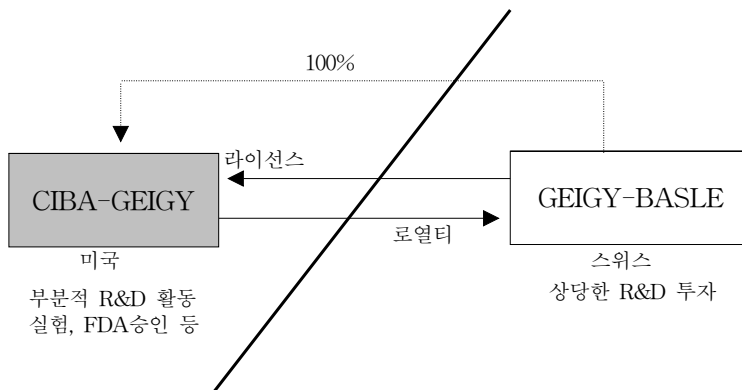 100%
라이선스
CIBA-GEIGY
GEIGY-BASLE
로열티
미국
스위스
부분적 R&D 활동
상당한 R&D 투자
실험, FDA승인 등